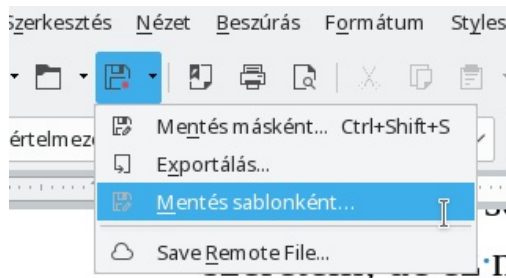 Szerkesztés Nézet Beszúrás Formátum Styles
értelmez
Mentés másként... Ctrl+Shift+S
Exportálás...
Mentés sablonként...
Save Remote File...